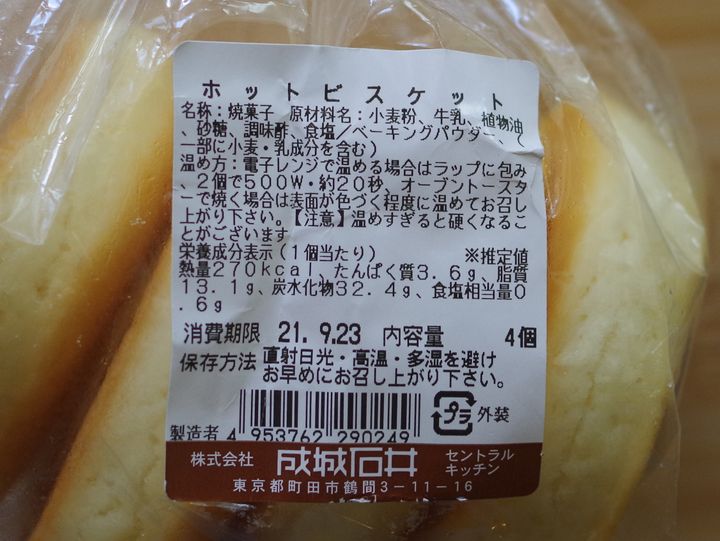 ホットビスケット
名称：焼菓子　原材料名：小麦粉、牛乳、植物油
、砂糖、調味酢、食塩／ベーキングパウダー、（
一部に小麦・乳成分を含む）
温め方：電子レンジで温める場合はラップに包み
、２個で５００Ｗ・約２０秒、オーブントースタ
ーで焼く場合は表面が色づく程度に温めてお召し
上がり下さい。【注意】温めすぎると硬くなるこ
とがございます
栄養成分表示（１個当たり）　※推定値
熱量２７０ｋｃａｌ、たんぱく質３．６ｇ、脂質
１３．１ｇ、炭水化物３２．４ｇ、食塩相当量０
．６ｇ
消費期限　21. 9.23　内容量　4個
保存方法　直射日光・高温・多湿を避け
お早めにお召し上がり下さい。
プラ　外装
製造者 4 953762 290249
株式会社　成城石井　セントラル
キッチン
東京都町田市鶴間３－１１－１６